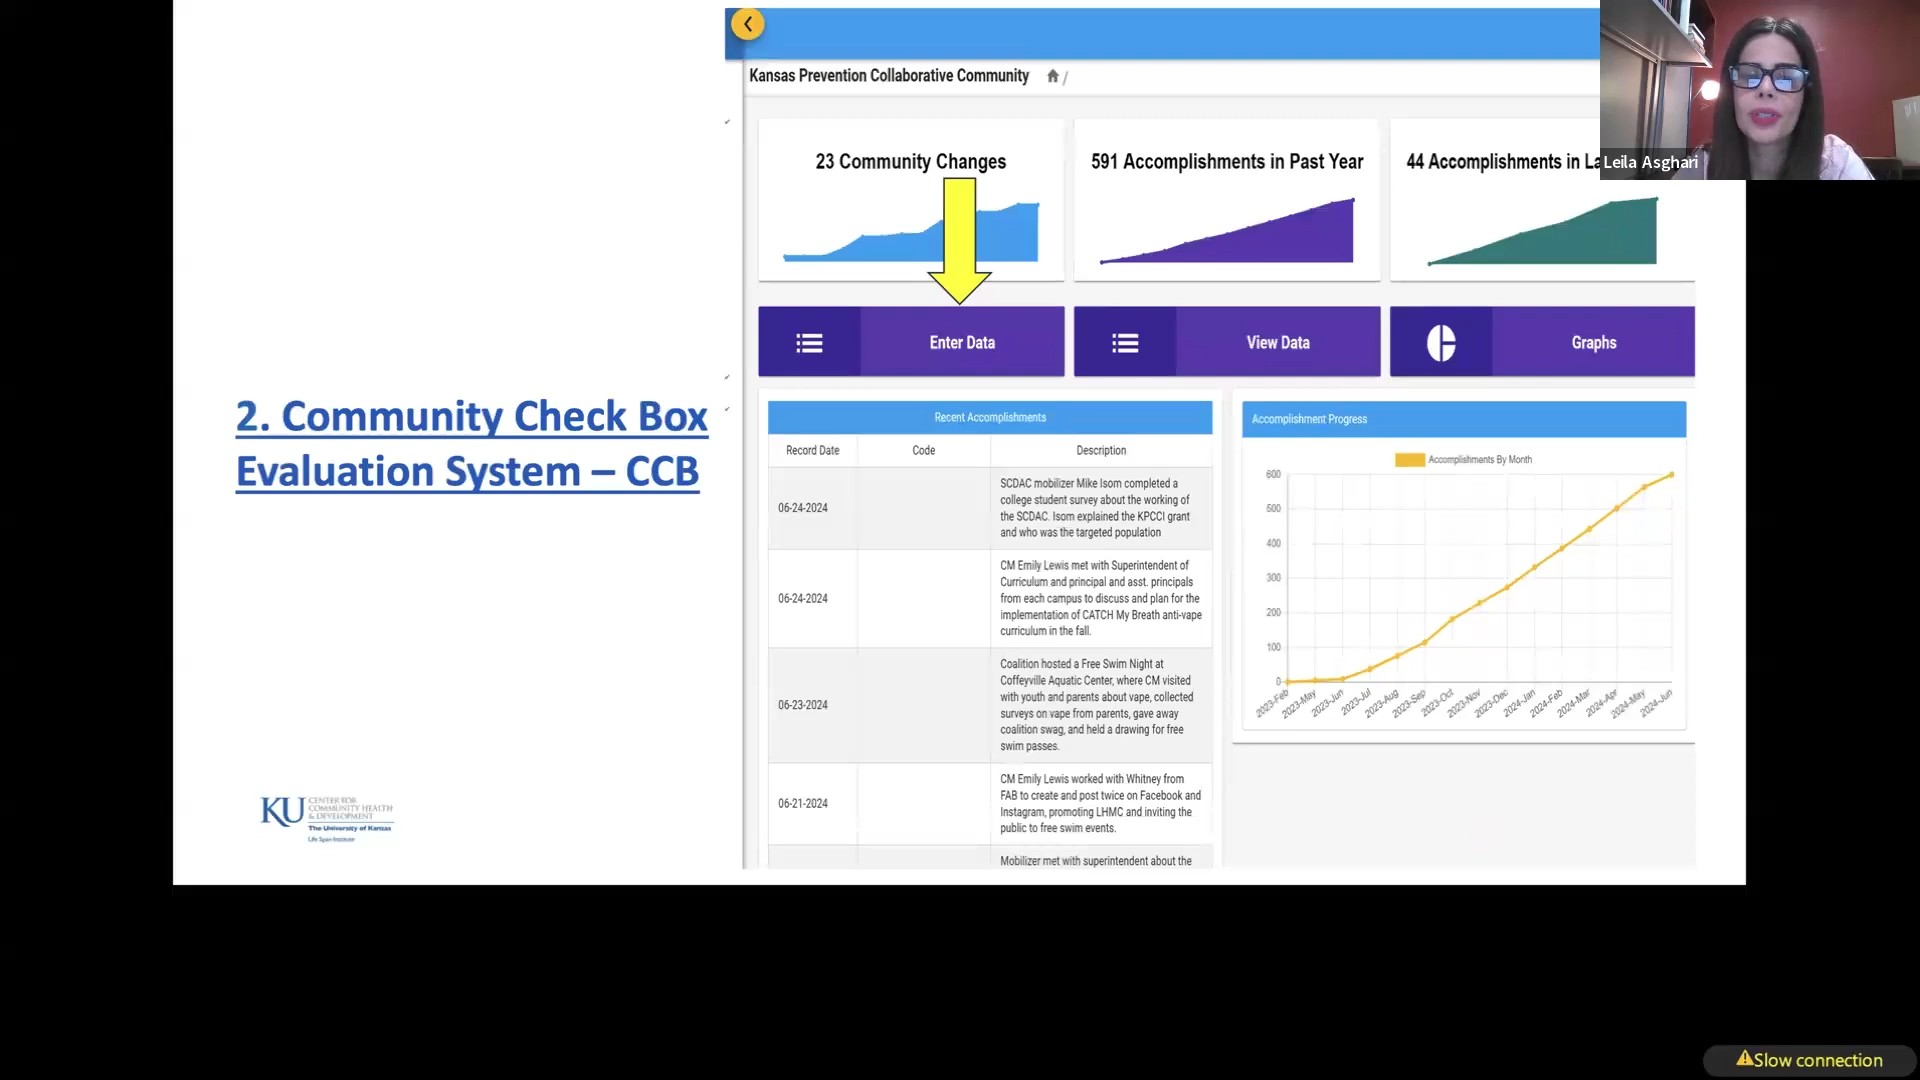 2. Community Check Box
Evaluation System – CCB
KU
CENTER FOR
COMMUNITY HEALTH
& DEVELOPMENT
The University of Kansas
Life Span Institute
Kansas Prevention Collaborative Community /
23 Community Changes
591 Accomplishments in Past Year
44 Accomplishments in La
Leila Asghari
Enter Data
View Data
Graphs
Recent Accomplishments
Record Date Code Description
06-24-2024
SCDAC mobilizer Mike Isom completed a
college student survey about the working of
the SCDAC. Isom explained the KPCCI grant
and who was the targeted population
06-24-2024
CM Emily Lewis met with Superintendent of
Curriculum and principal and asst. principals
from each campus to discuss and plan for the
implementation of CATCH My Breath anti-vape
curriculum in the fall.
06-23-2024
Coalition hosted a Free Swim Night at
Coffeyville Aquatic Center, where CM visited
with youth and parents about vape, collected
surveys on vape from parents, gave away
coalition swag, and held a drawing for free
swim passes.
06-21-2024
CM Emily Lewis worked with Whitney from
FAB to create and post twice on Facebook and
Instagram, promoting LHMC and inviting the
public to free swim events.
Mobilizer met with superintendent about the
Accomplishment Progress
Accomplishments By Month
600
500
400
300
200
100
0
2023-Feb
2023-May
2023-Jun
2023-Jul
2023-Aug
2023-Sep
2023-Oct
2023-Nov
2023-Dec
2024-Jan
2024-Feb
2024-Mar
2024-Apr
2024-May
2024-Jun
Slow connection